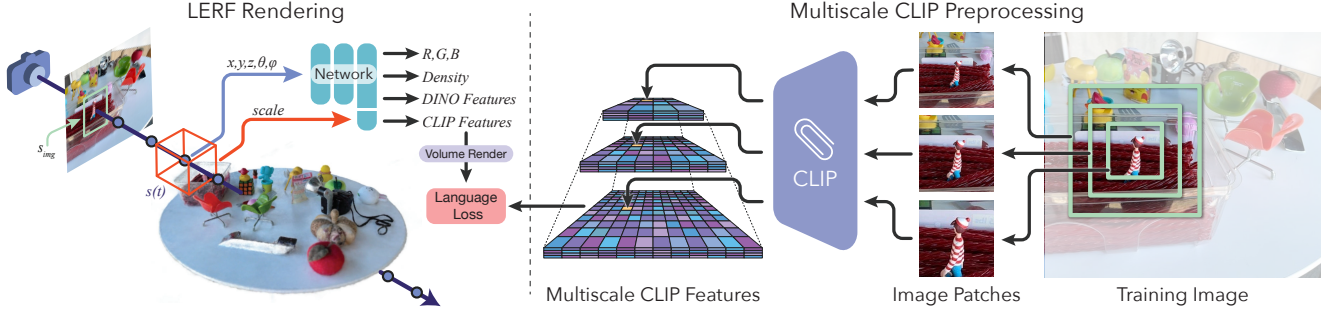 LERF Rendering
Multiscale CLIP Preprocessing
x,y,z,θ,φ
Network
R,G,B
Density
DINO Features
CLIP Features
scale
s_img
s(t)
Volume Render
Language
Loss
CLIP
Multiscale CLIP Features
Image Patches
Training Image